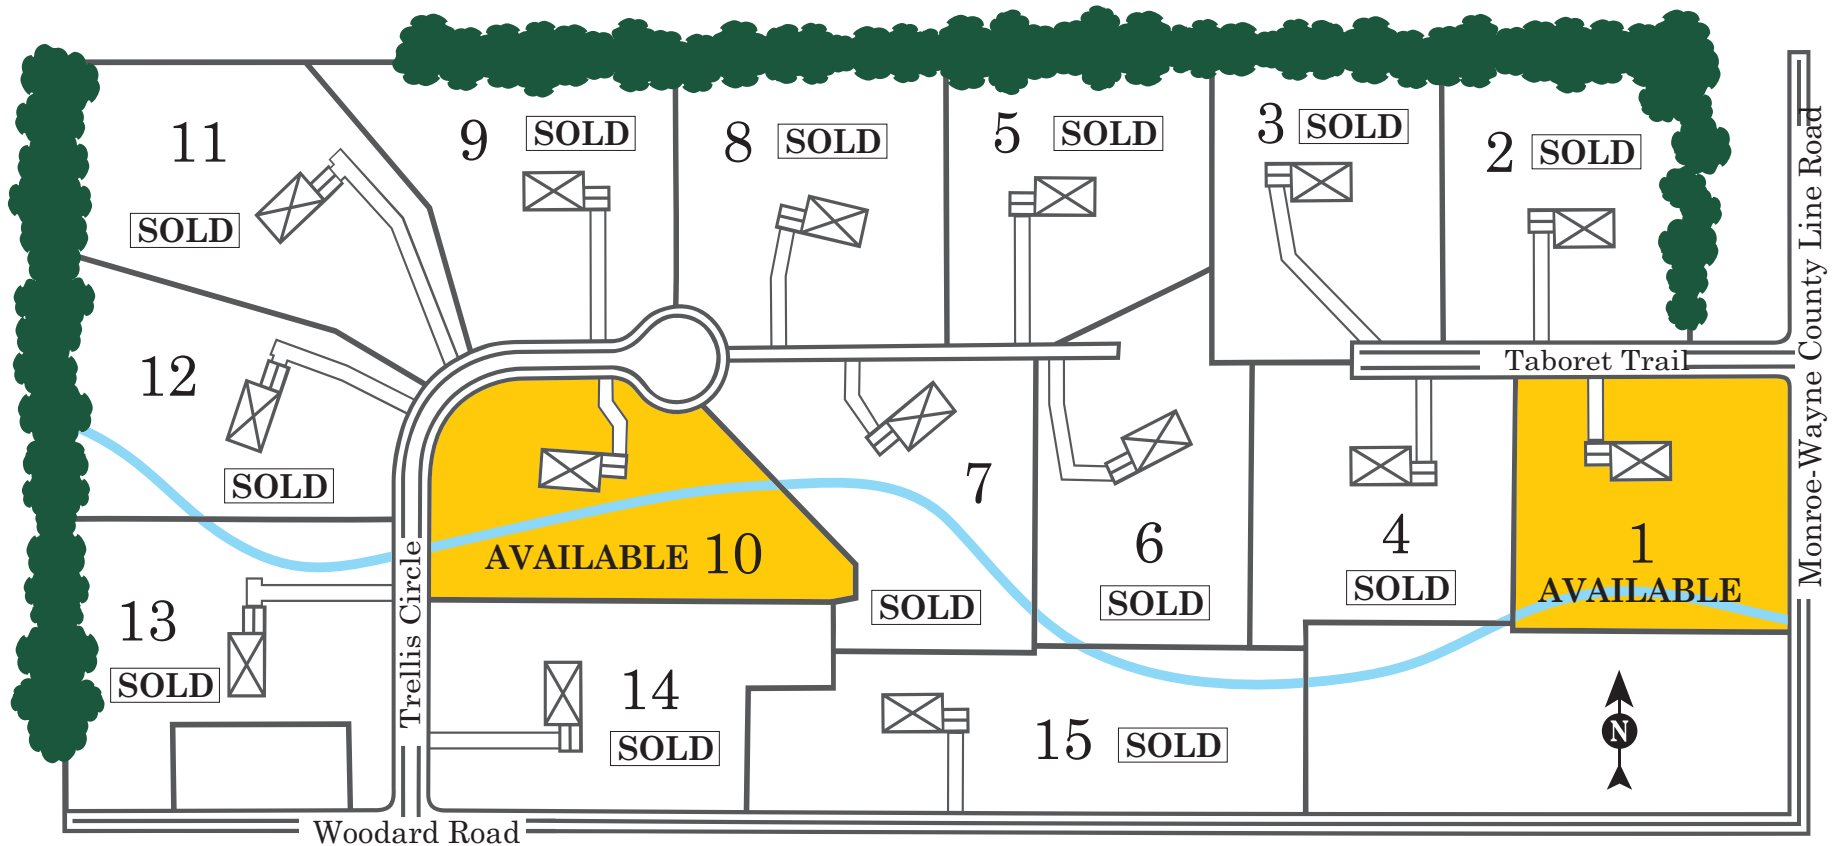 11
SOLD
9
SOLD
8
SOLD
5
SOLD
3
SOLD
2
SOLD
Monroe-Wayne County Line Road
Taboret Trail
12
SOLD
7
SOLD
6
SOLD
4
SOLD
1
AVAILABLE
AVAILABLE 10
13
SOLD
Trellis Circle
14
SOLD
15
SOLD
N
Woodard Road